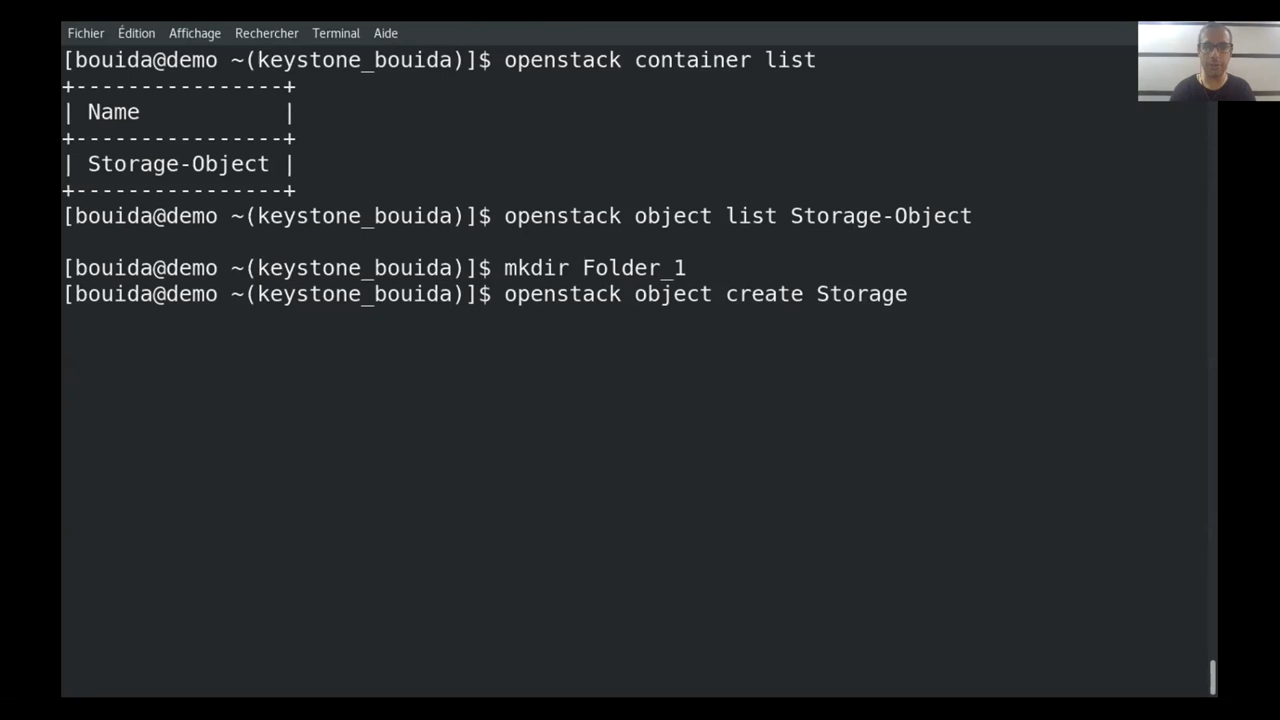 Fichier Édition Affichage Rechercher Terminal Aide
[bouida@demo ~(keystone_bouida)]$ openstack container list
+----------------+
| Name           |
+----------------+
| Storage-Object |
+----------------+
[bouida@demo ~(keystone_bouida)]$ openstack object list Storage-Object
[bouida@demo ~(keystone_bouida)]$ mkdir Folder_1
[bouida@demo ~(keystone_bouida)]$ openstack object create Storage